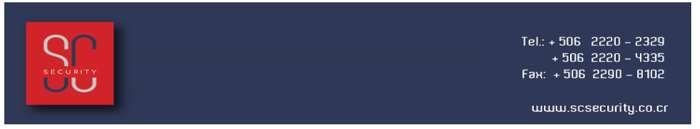 SC
SECURITY
Tel.: + 506 2220 - 2329
+ 506 2220 - 4335
Fax: + 506 2290 - 8102
www.scsecurity.co.cr